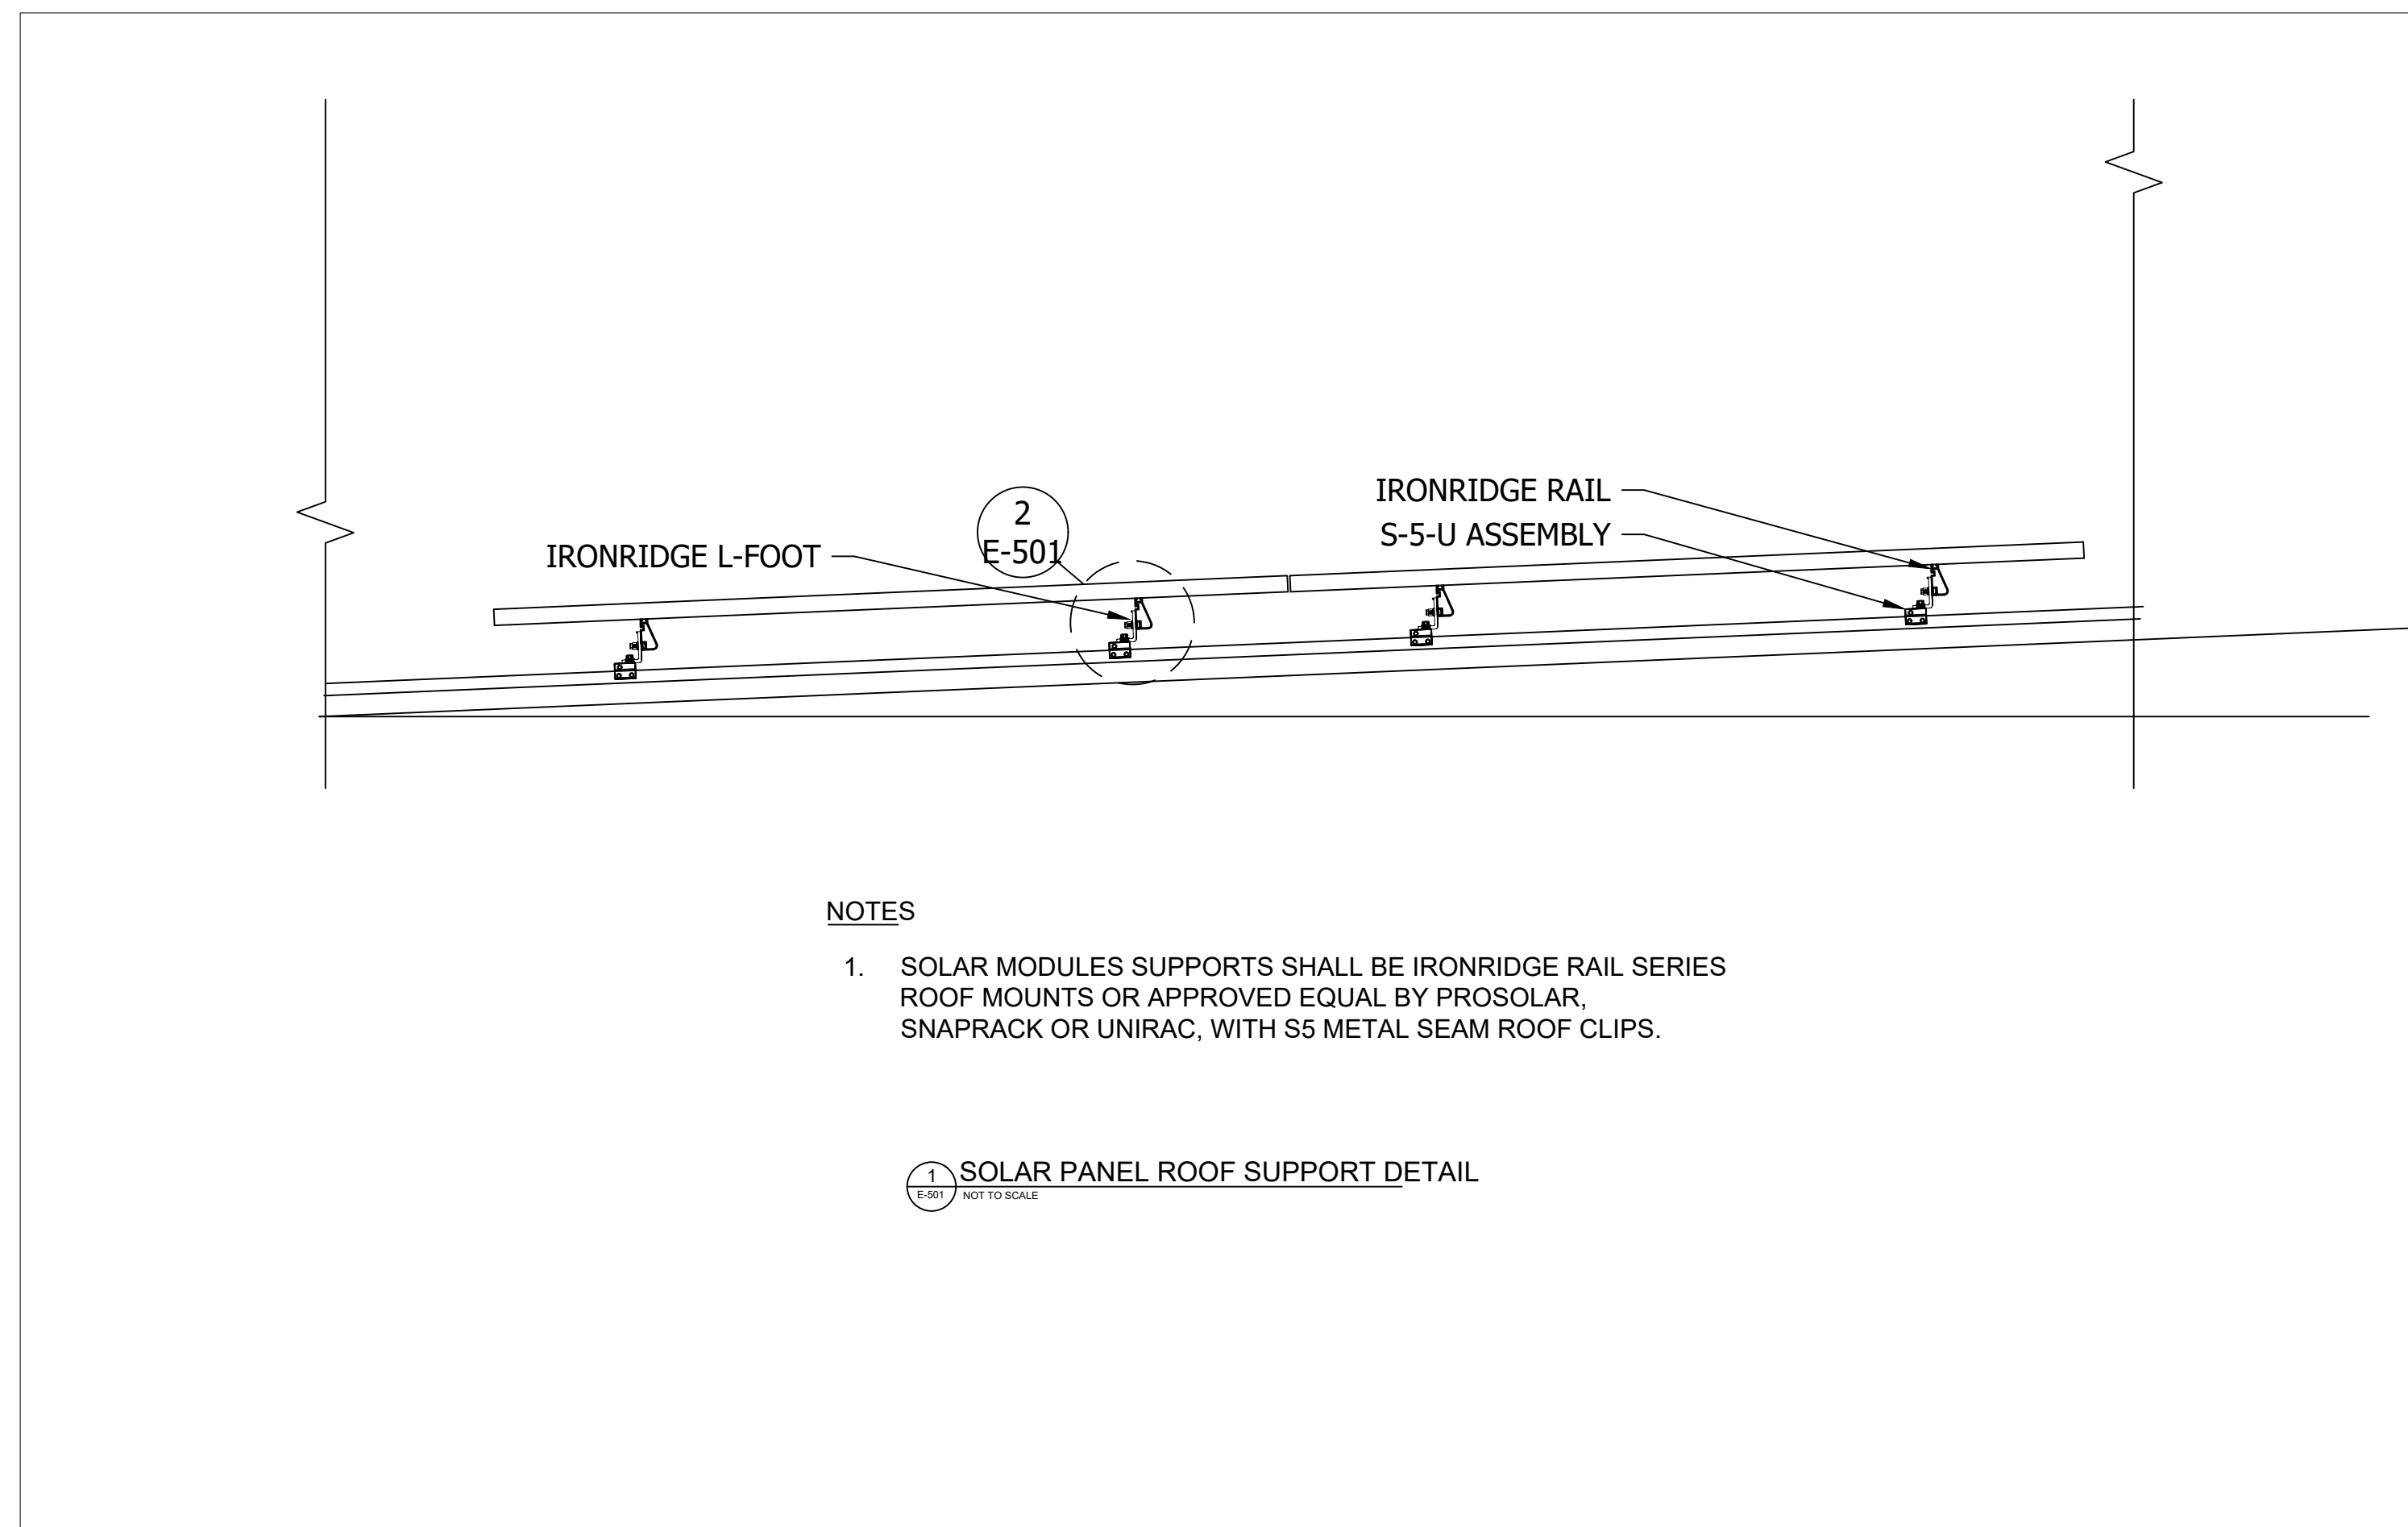 IRONRIDGE RAIL
2
S-5-U ASSEMBLY
E-501
IRONRIDGE L-FOOT
NOTES
1. SOLAR MODULES SUPPORTS SHALL BE IRONRIDGE RAIL SERIES
ROOF MOUNTS OR APPROVED EQUAL BY PROSOLAR,
SNAPRACK OR UNIRAC, WITH S5 METAL SEAM ROOF CLIPS.
1 SOLAR PANEL ROOF SUPPORT DETAIL
E-501 NOT TO SCALE